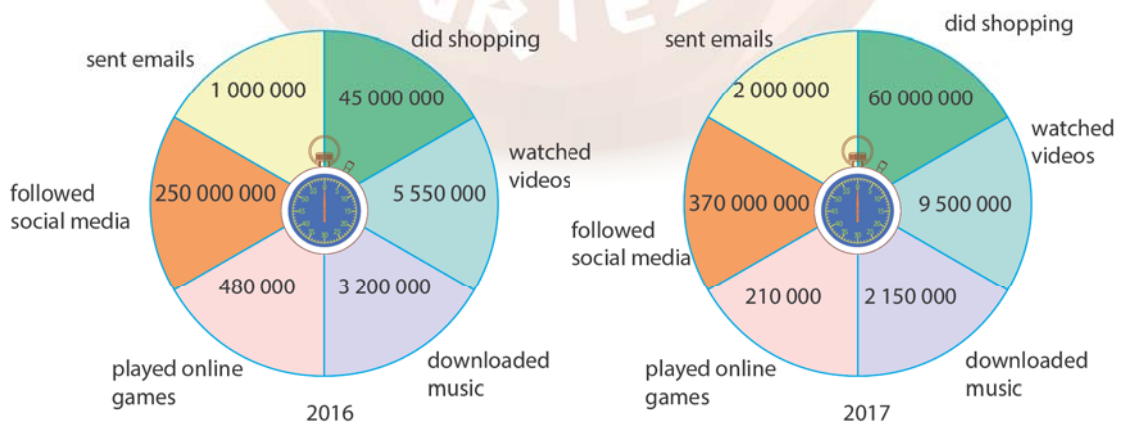 did shopping
sent emails
1 000 000
45 000 000
watched
videos
5 550 000
250 000 000
followed
social media
480 000
3 200 000
played online
games
downloaded
music
2016
did shopping
sent emails
2 000 000
60 000 000
watched
videos
9 500 000
370 000 000
followed
social media
210 000
2 150 000
played online
games
downloaded
music
2017